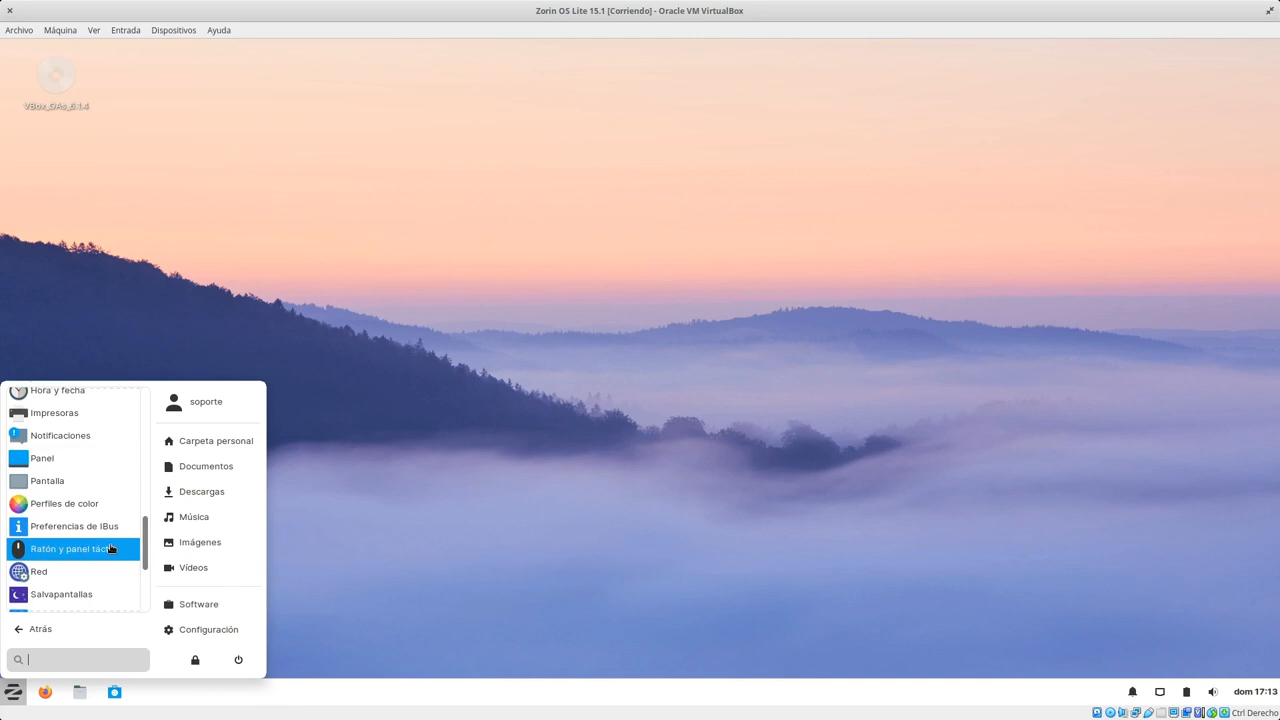 Zorin OS Lite 15.1 [Corriendo] - Oracle VM VirtualBox
Archivo Máquina Ver Entrada Dispositivos Ayuda
VBox_GAs_6.1.4
Hora y fecha
Impresoras
Notificaciones
Panel
Pantalla
Perfiles de color
Preferencias de IBus
Ratón y panel táctil
Red
Salvapantallas
Atrás
soporte
Carpeta personal
Documentos
Descargas
Música
Imágenes
Vídeos
Software
Configuración
dom 17:13
Ctrl Derecho